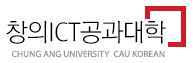 창의ICT공과대학
CHUNG ANG UNIVERSITY CAU KOREAN